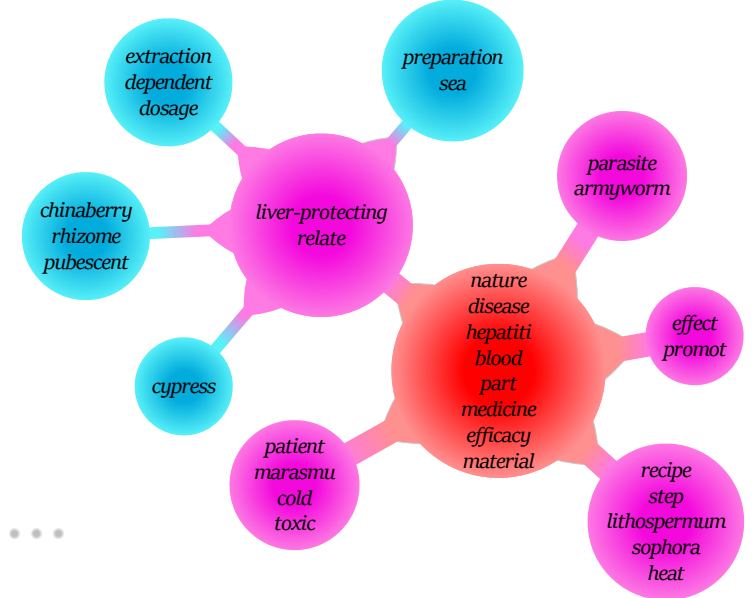 extraction
dependent
dosage
preparation
sea
parasite
armyworm
chinaberry
rhizome
pubescent
liver-protecting
relate
nature
disease
hepatiti
blood
part
medicine
efficacy
material
effect
promot
cypress
patient
marasmu
cold
toxic
recipe
step
lithospermum
sophora
heat